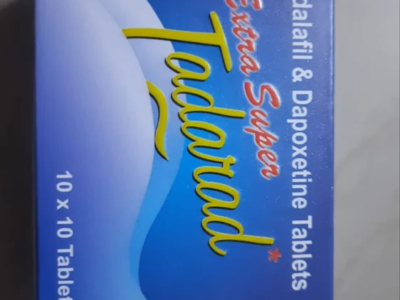 dalafil & Dapoxetine Tablets
Extra Super
Tadarad*
10 x 10 Tablet